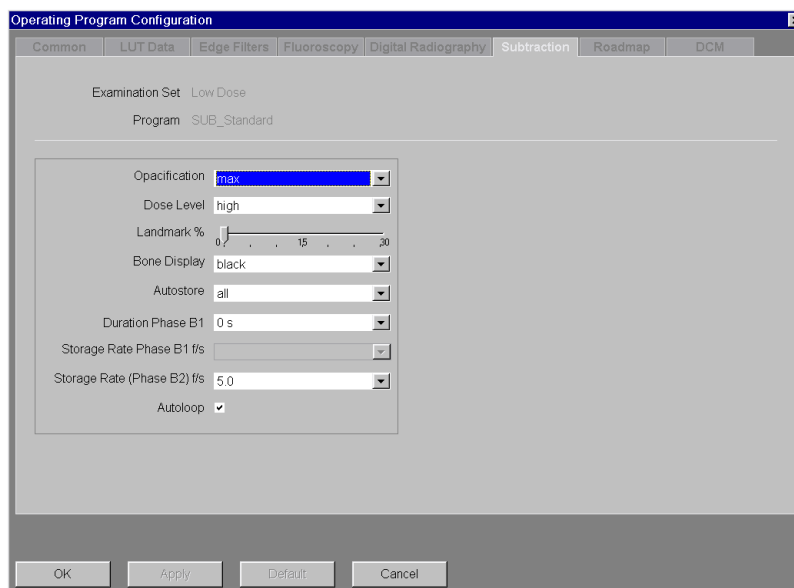 Operating Program Configuration
Common LUT Data Edge Filters Fluoroscopy Digital Radiography Subtraction Roadmap DCM
Examination Set Low Dose
Program SUB_Standard
Opacification max
Dose Level high
Landmark %
0 15 30
Bone Display black
Autostore all
Duration Phase B1 0 s
Storage Rate Phase B1 f/s
Storage Rate (Phase B2) f/s 5.0
Autoloop
OK Apply Default Cancel